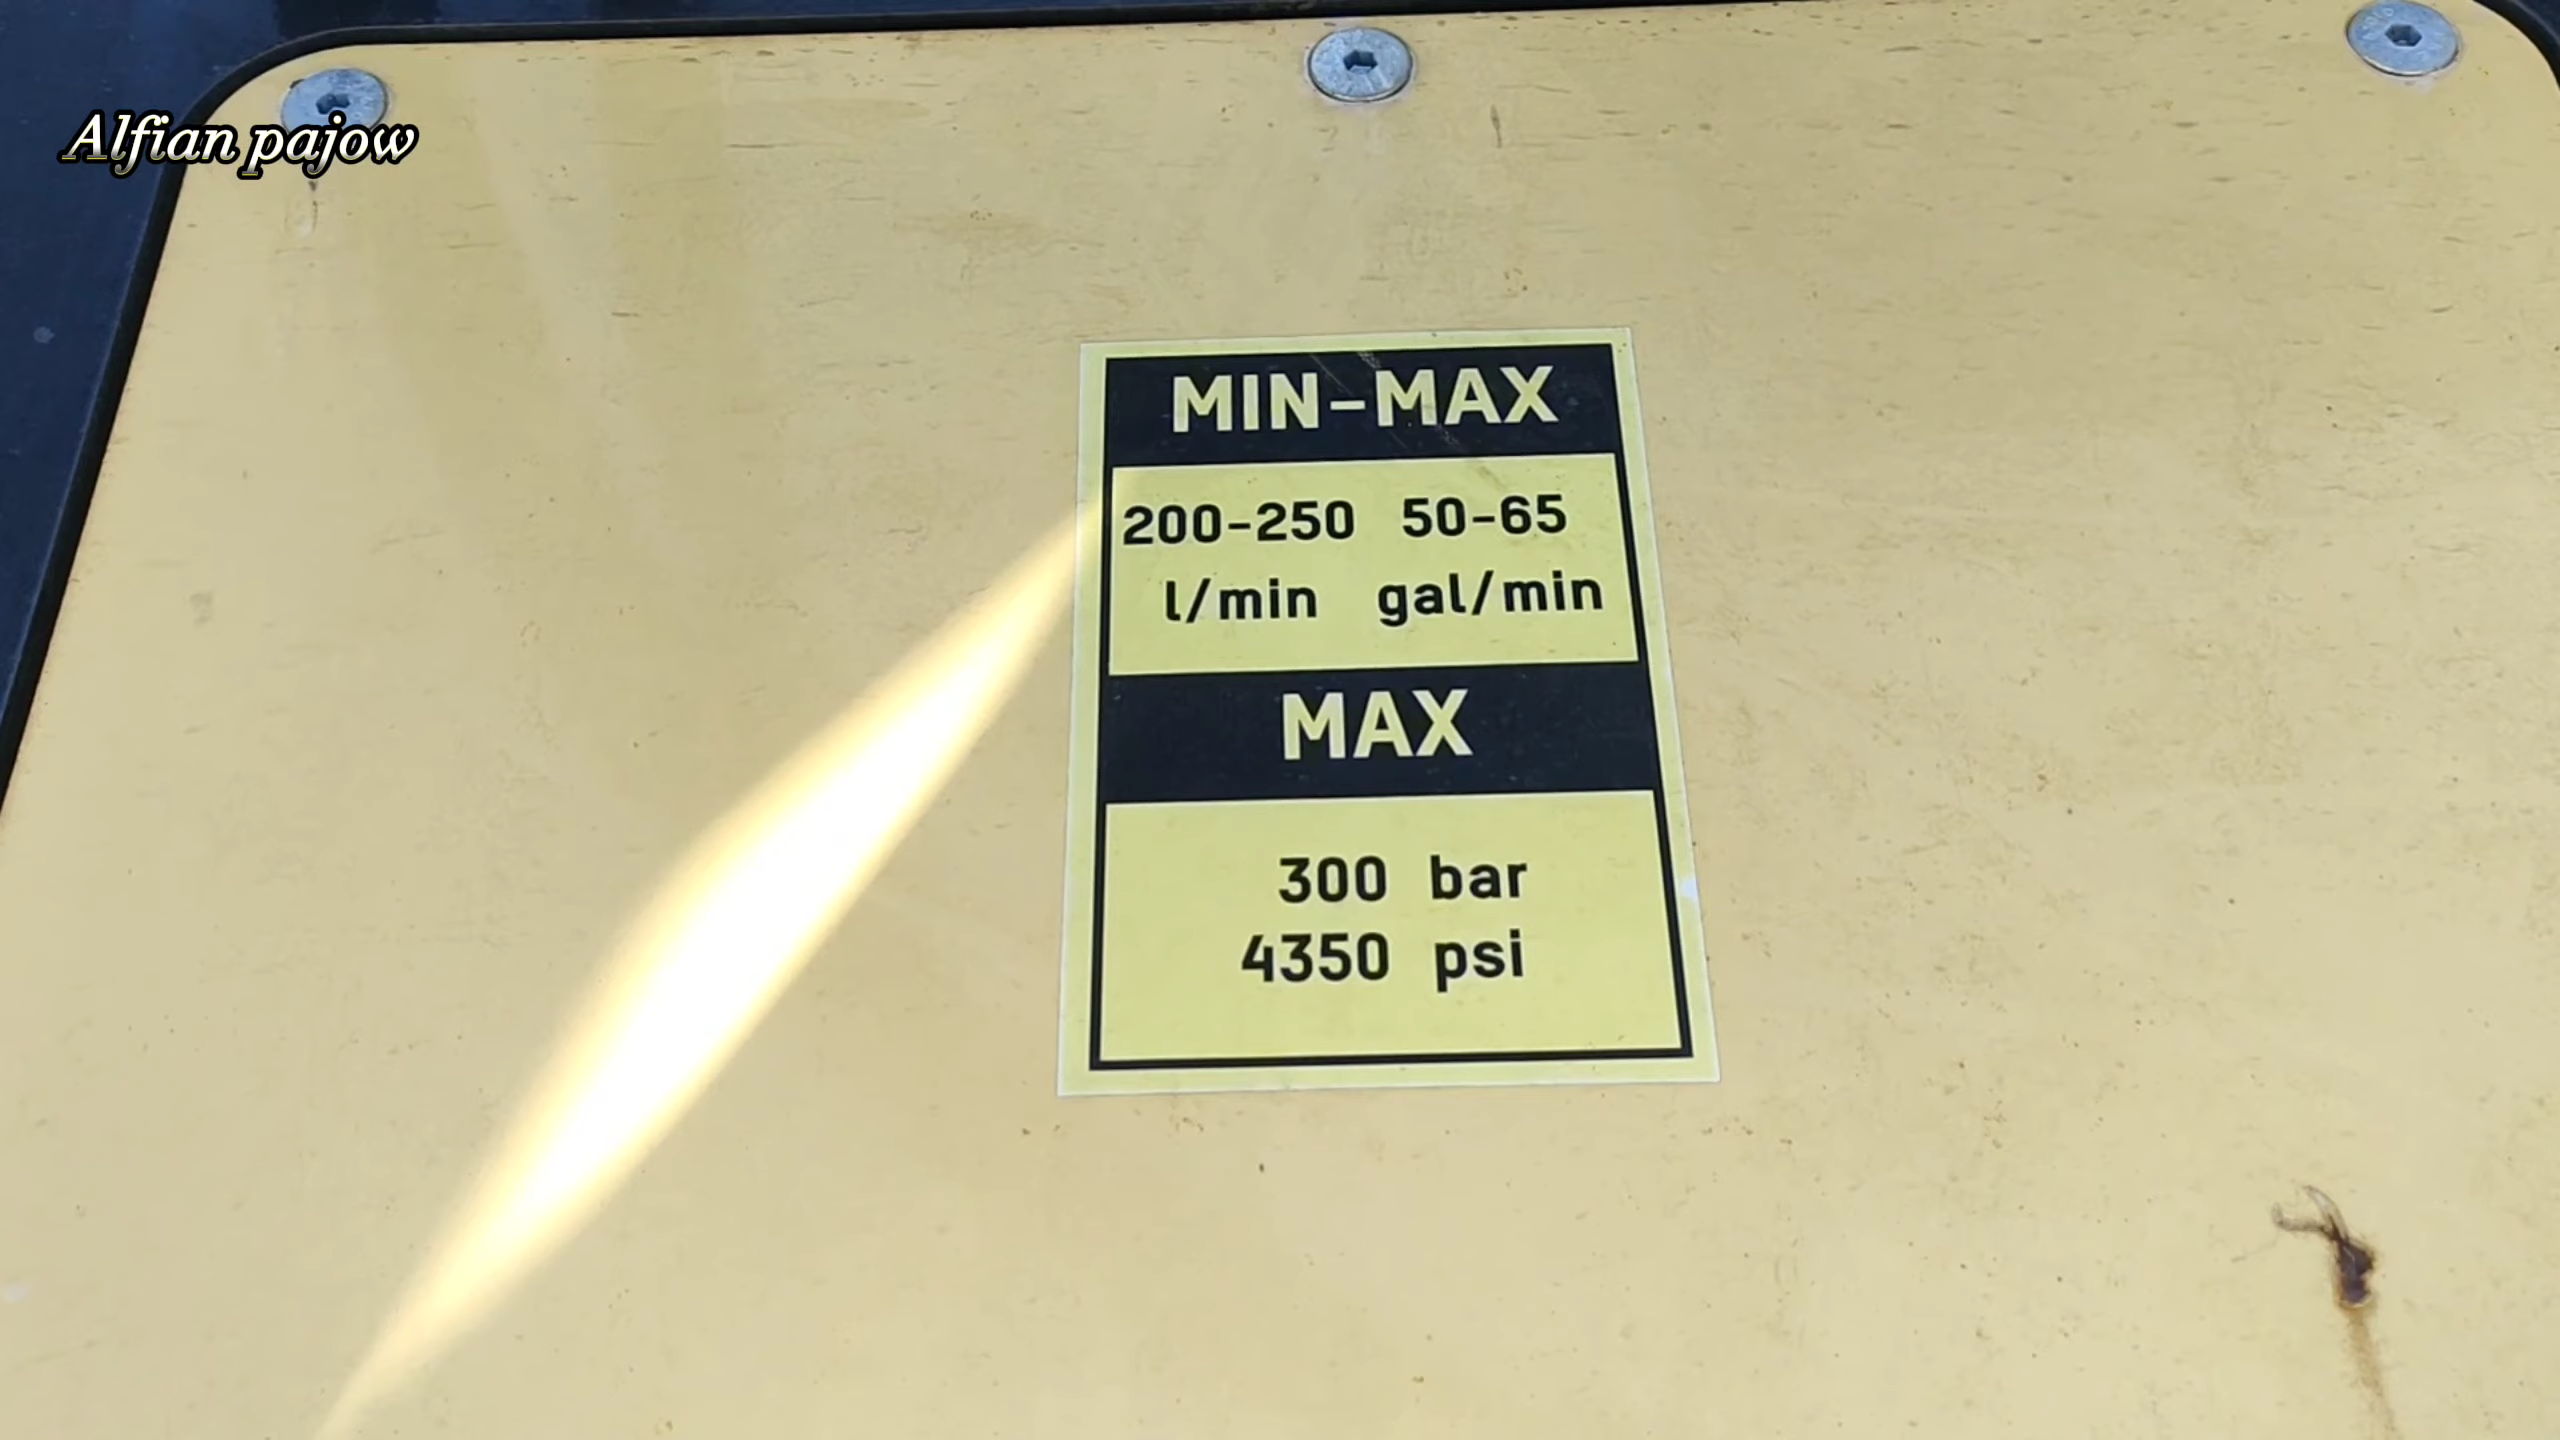 Alfian pajow
MIN-MAX
200-250 50-65
l/min gal/min
MAX
300 bar
4350 psi